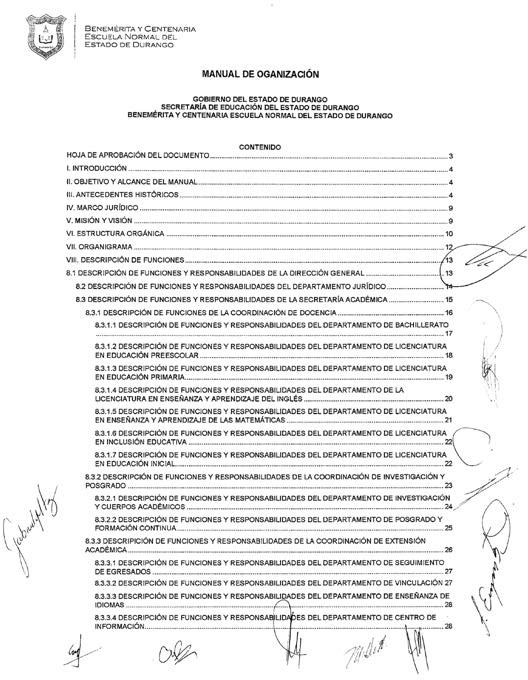 BENEMÉRITA Y CENTENARIA
ESCUELA NORMAL DEL
ESTADO DE DURANGO
MANUAL DE OGANIZACIÓN
GOBIERNO DEL ESTADO DE DURANGO
SECRETARÍA DE EDUCACIÓN DEL ESTADO DE DURANGO
BENEMÉRITA Y CENTENARIA ESCUELA NORMAL DEL ESTADO DE DURANGO
CONTENIDO
HOJA DE APROBACIÓN DEL DOCUMENTO 3
I. INTRODUCCIÓN 4
II. OBJETIVO Y ALCANCE DEL MANUAL 4
III. ANTECEDENTES HISTÓRICOS 4
IV. MARCO JURÍDICO 9
V. MISIÓN Y VISIÓN 9
VI. ESTRUCTURA ORGÁNICA 10
VII. ORGANIGRAMA 12
VIII. DESCRIPCIÓN DE FUNCIONES 13
8.1 DESCRIPCIÓN DE FUNCIONES Y RESPONSABILIDADES DE LA DIRECCIÓN GENERAL 13
8.2 DESCRIPCIÓN DE FUNCIONES Y RESPONSABILIDADES DEL DEPARTAMENTO JURÍDICO 14
8.3 DESCRIPCIÓN DE FUNCIONES Y RESPONSABILIDADES DE LA SECRETARÍA ACADÉMICA 15
8.3.1 DESCRIPCIÓN DE FUNCIONES DE LA COORDINACIÓN DE DOCENCIA 16
8.3.1.1 DESCRIPCIÓN DE FUNCIONES Y RESPONSABILIDADES DEL DEPARTAMENTO DE BACHILLERATO
17
8.3.1.2 DESCRIPCIÓN DE FUNCIONES Y RESPONSABILIDADES DEL DEPARTAMENTO DE LICENCIATURA
EN EDUCACIÓN PREESCOLAR 18
8.3.1.3 DESCRIPCIÓN DE FUNCIONES Y RESPONSABILIDADES DEL DEPARTAMENTO DE LICENCIATURA
EN EDUCACIÓN PRIMARIA 19
8.3.1.4 DESCRIPCIÓN DE FUNCIONES Y RESPONSABILIDADES DEL DEPARTAMENTO DE LA
LICENCIATURA EN ENSEÑANZA Y APRENDIZAJE DEL INGLÉS 20
8.3.1.5 DESCRIPCIÓN DE FUNCIONES Y RESPONSABILIDADES DEL DEPARTAMENTO DE LICENCIATURA
EN ENSEÑANZA Y APRENDIZAJE DE LAS MATEMÁTICAS 21
8.3.1.6 DESCRIPCIÓN DE FUNCIONES Y RESPONSABILIDADES DEL DEPARTAMENTO DE LICENCIATURA
EN INCLUSIÓN EDUCATIVA 22
8.3.1.7 DESCRIPCIÓN DE FUNCIONES Y RESPONSABILIDADES DEL DEPARTAMENTO DE LICENCIATURA
EN EDUCACIÓN INICIAL 22
8.3.2 DESCRIPCIÓN DE FUNCIONES Y RESPONSABILIDADES DE LA COORDINACIÓN DE INVESTIGACIÓN Y
POSGRADO 23
8.3.2.1 DESCRIPCIÓN DE FUNCIONES Y RESPONSABILIDADES DEL DEPARTAMENTO DE INVESTIGACIÓN
Y CUERPOS ACADÉMICOS 24
8.3.2.2 DESCRIPCIÓN DE FUNCIONES Y RESPONSABILIDADES DEL DEPARTAMENTO DE POSGRADO Y
FORMACIÓN CONTINUA 25
8.3.3 DESCRIPCIÓN DE FUNCIONES Y RESPONSABILIDADES DE LA COORDINACIÓN DE EXTENSIÓN
ACADÉMICA 26
8.3.3.1 DESCRIPCIÓN DE FUNCIONES Y RESPONSABILIDADES DEL DEPARTAMENTO DE SEGUIMIENTO
DE EGRESADOS 27
8.3.3.2 DESCRIPCIÓN DE FUNCIONES Y RESPONSABILIDADES DEL DEPARTAMENTO DE VINCULACIÓN 27
8.3.3.3 DESCRIPCIÓN DE FUNCIONES Y RESPONSABILIDADES DEL DEPARTAMENTO DE ENSEÑANZA DE
IDIOMAS 28
8.3.3.4 DESCRIPCIÓN DE FUNCIONES Y RESPONSABILIDADES DEL DEPARTAMENTO DE CENTRO DE
INFORMACIÓN 28